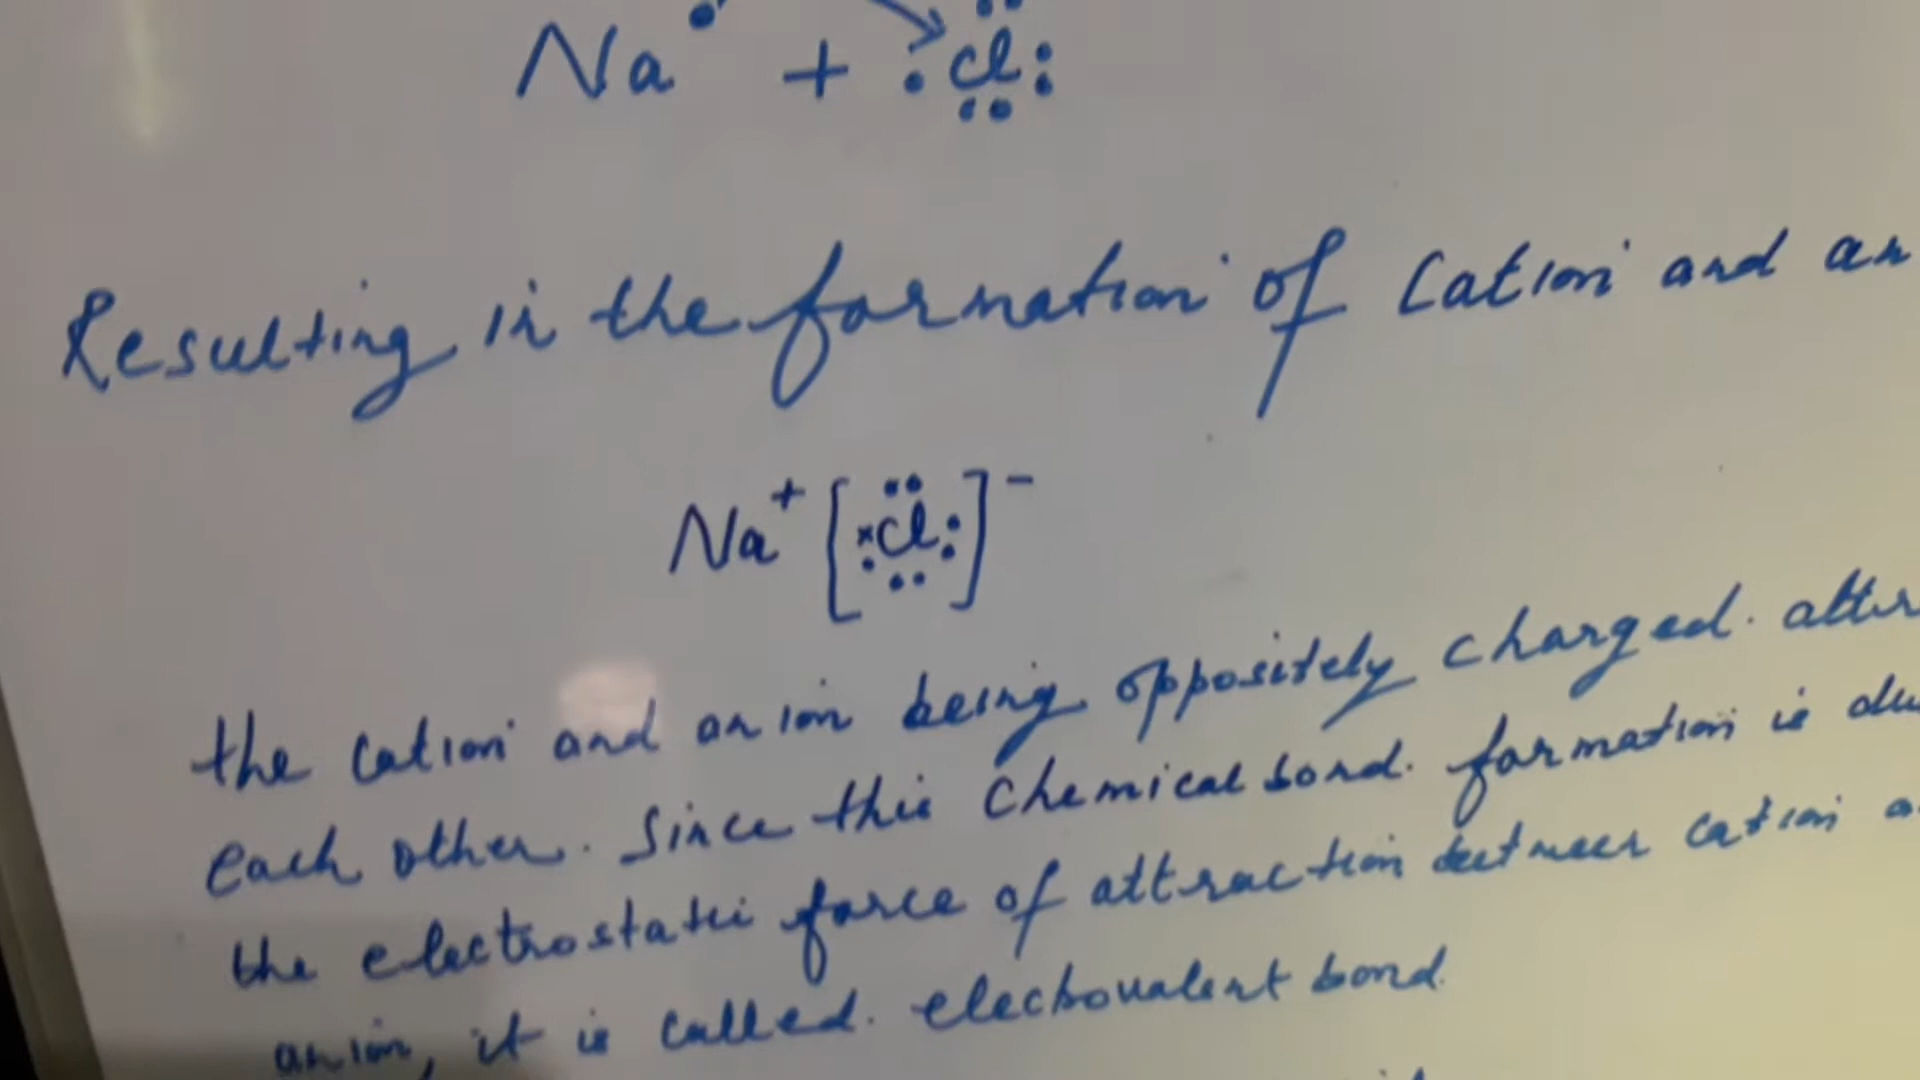 Na + Cl
Resulting in the formation of Cation and an
Na⁺ [Cl]⁻
the cation and anion being oppositely charged. attr
each other. Since this Chemical bond. formation is du
the electrostatic force of attraction between cation a
anion, it is called. electrovalent bond.